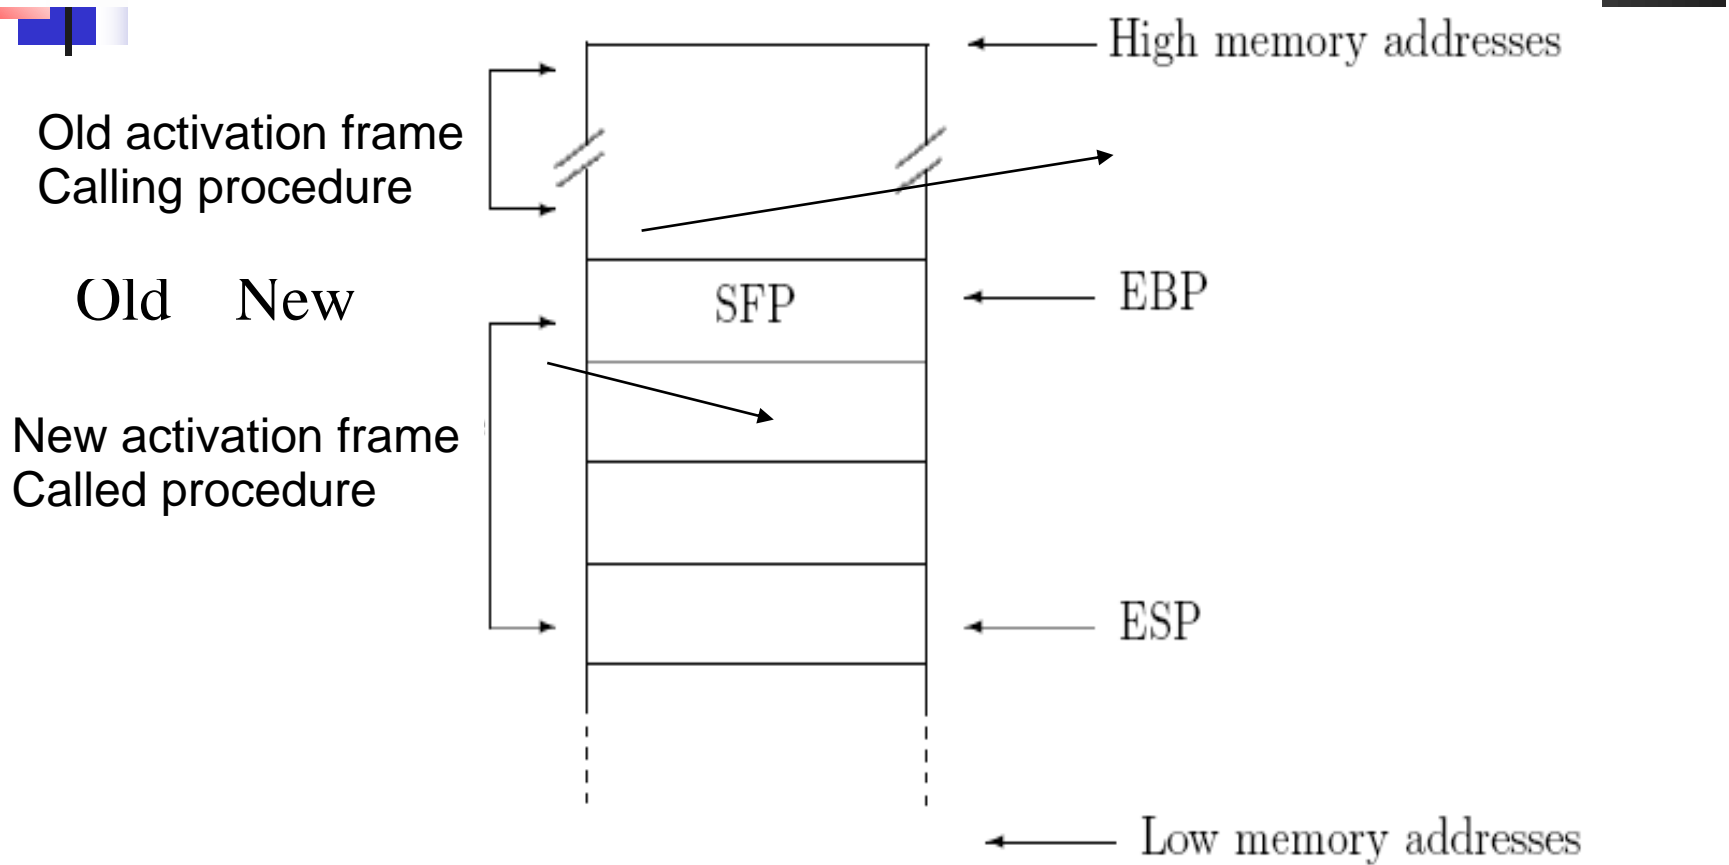 High memory addresses
Old activation frame
Calling procedure
Old New
SFP
EBP
New activation frame
Called procedure
ESP
Low memory addresses